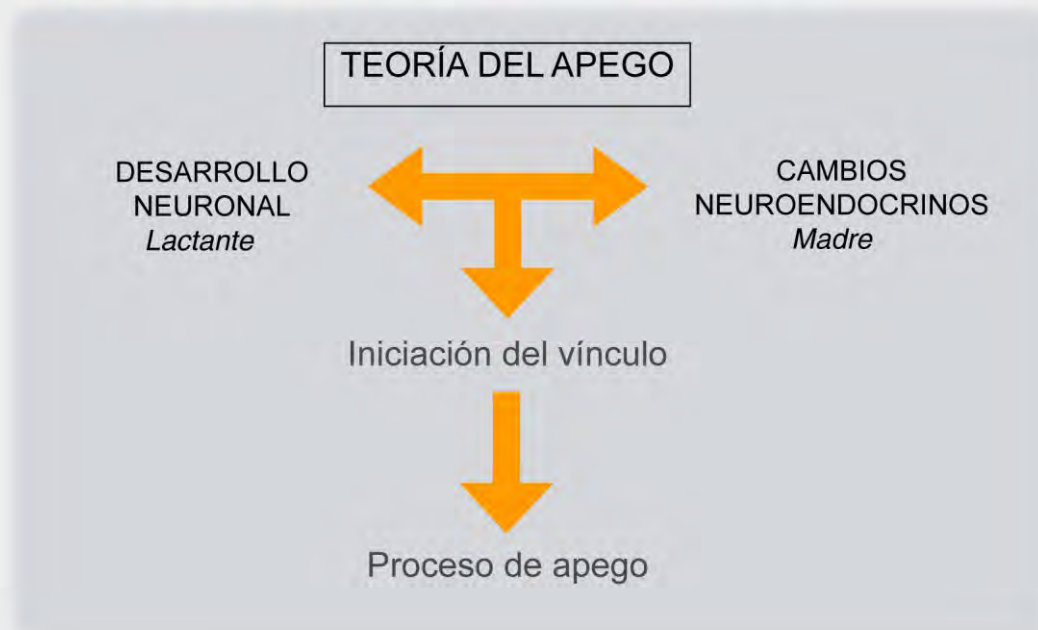 TEORÍA DEL APEGO
DESARROLLO
NEURONAL
Lactante
CAMBIOS
NEUROENDOCRINOS
Madre
Iniciación del vínculo
Proceso de apego